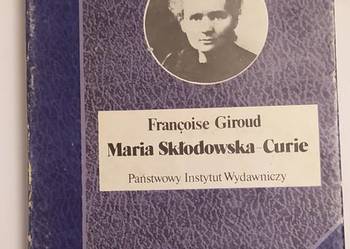 Françoise Giroud
Maria Skłodowska-Curie
Państwowy Instytut Wydawniczy